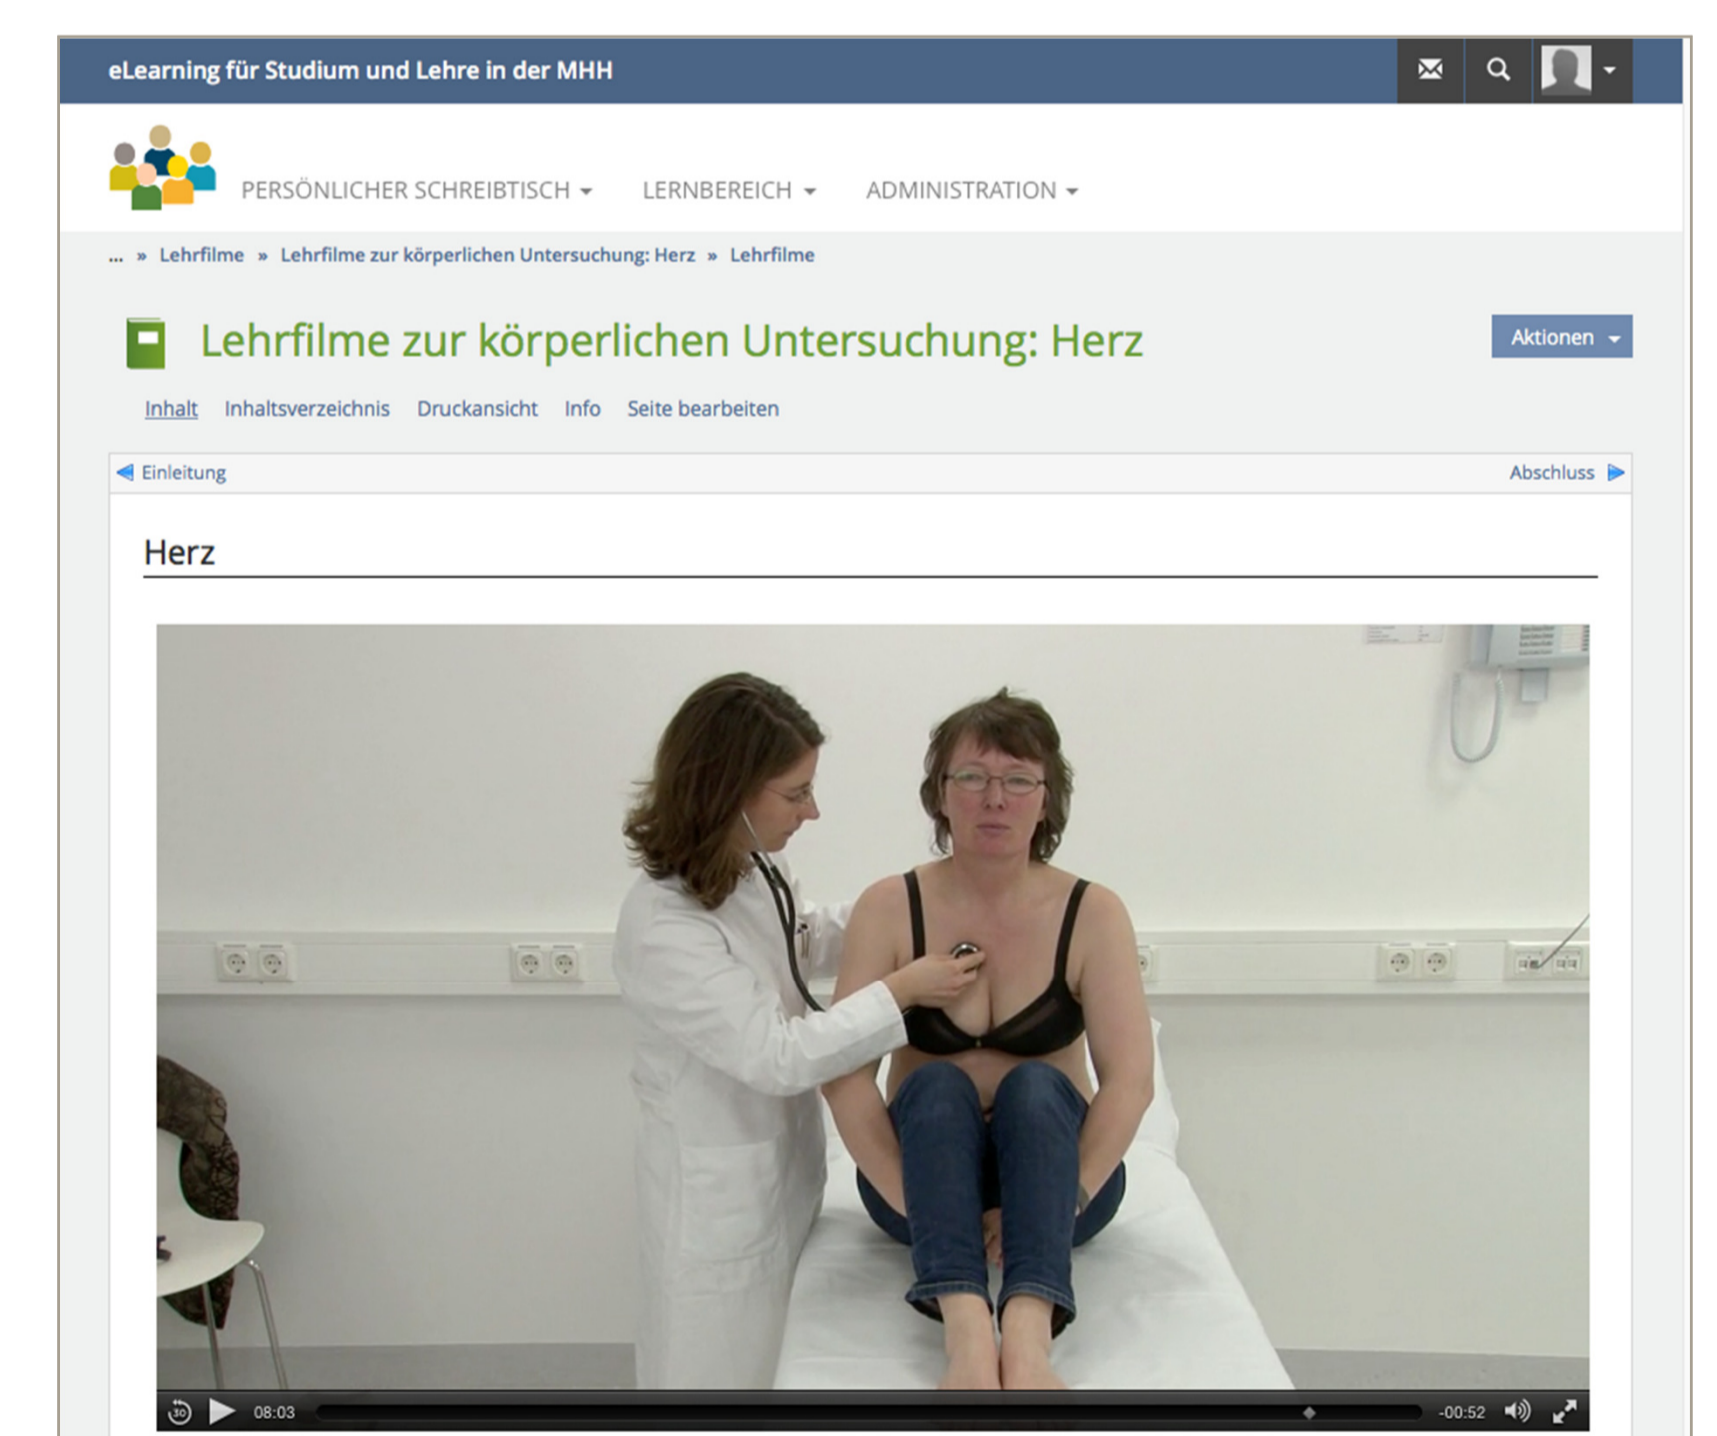 eLearning für Studium und Lehre in der MHH
PERSÖNLICHER SCHREIBTISCH LERNBEREICH ADMINISTRATION
... » Lehrfilme » Lehrfilme zur körperlichen Untersuchung: Herz » Lehrfilme
Lehrfilme zur körperlichen Untersuchung: Herz
Aktionen
Inhalt Inhaltsverzeichnis Druckansicht Info Seite bearbeiten
Einleitung Abschluss
Herz
30 08:03 -00:52